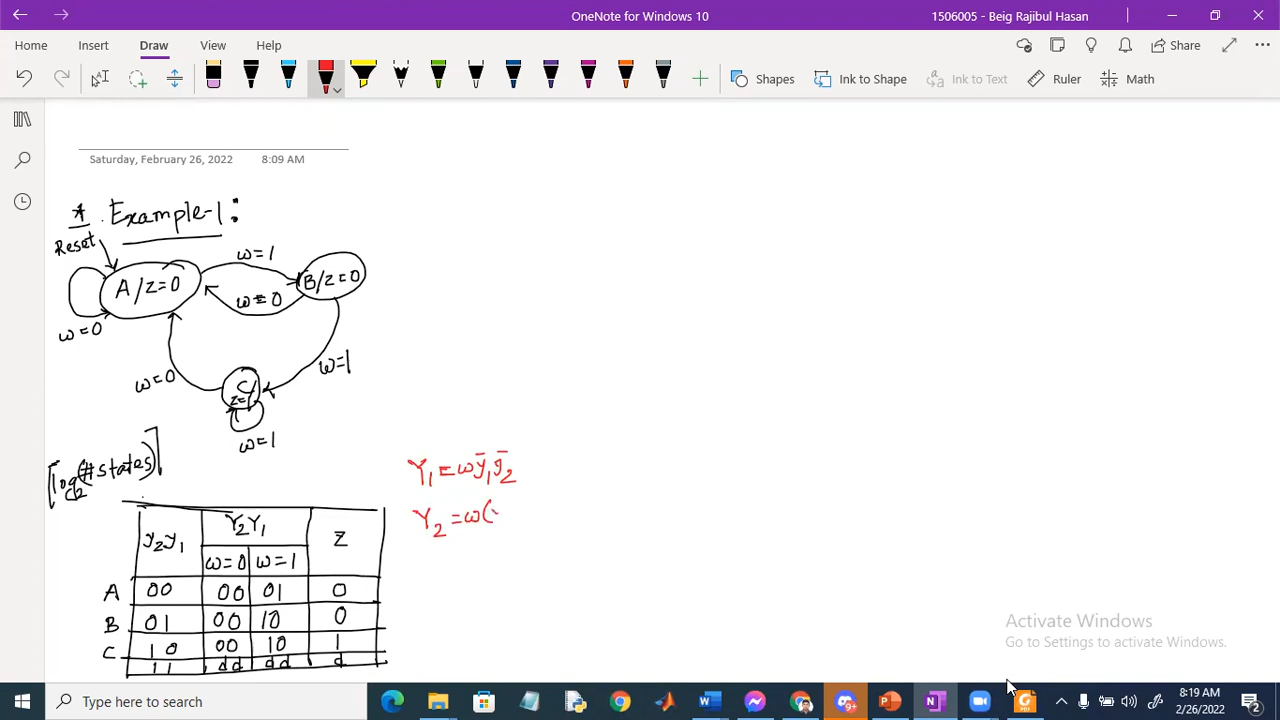 OneNote for Windows 10
1506005 - Beig Rajibul Hasan
Home Insert Draw View Help
Share
Shapes Ink to Shape Ink to Text Ruler Math
Saturday, February 26, 2022 8:09 AM
* . Example-1:
Reset
ω=1
A/z=0
B/z=0
ω=0
ω=0
ω=0
ω=1
C/
z=1
ω=1
⌈log₂(#states)⌉
Y₁ = ωȳ₁ȳ₂
Y₂ = ω(
y₂y₁ Y₂Y₁ Z
ω=0 ω=1
A 00 00 01 0
B 01 00 10 0
C 10 00 10 1
11 dd dd d
Activate Windows
Go to Settings to activate Windows.
Type here to search
9+
8:19 AM
2/26/2022
2